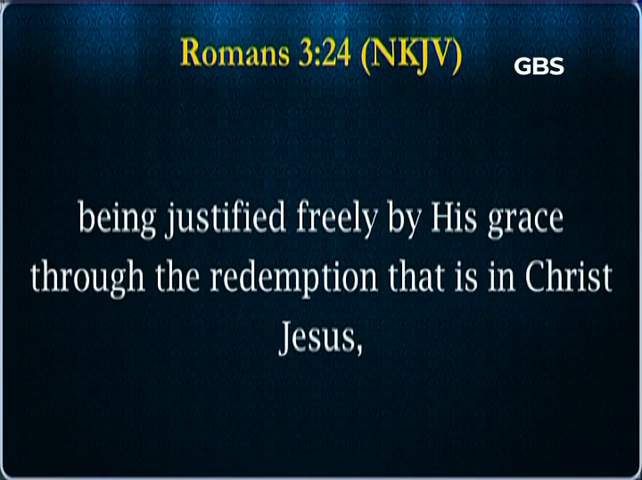 Romans 3:24 (NKJV)
GBS
being justified freely by His grace
through the redemption that is in Christ
Jesus,